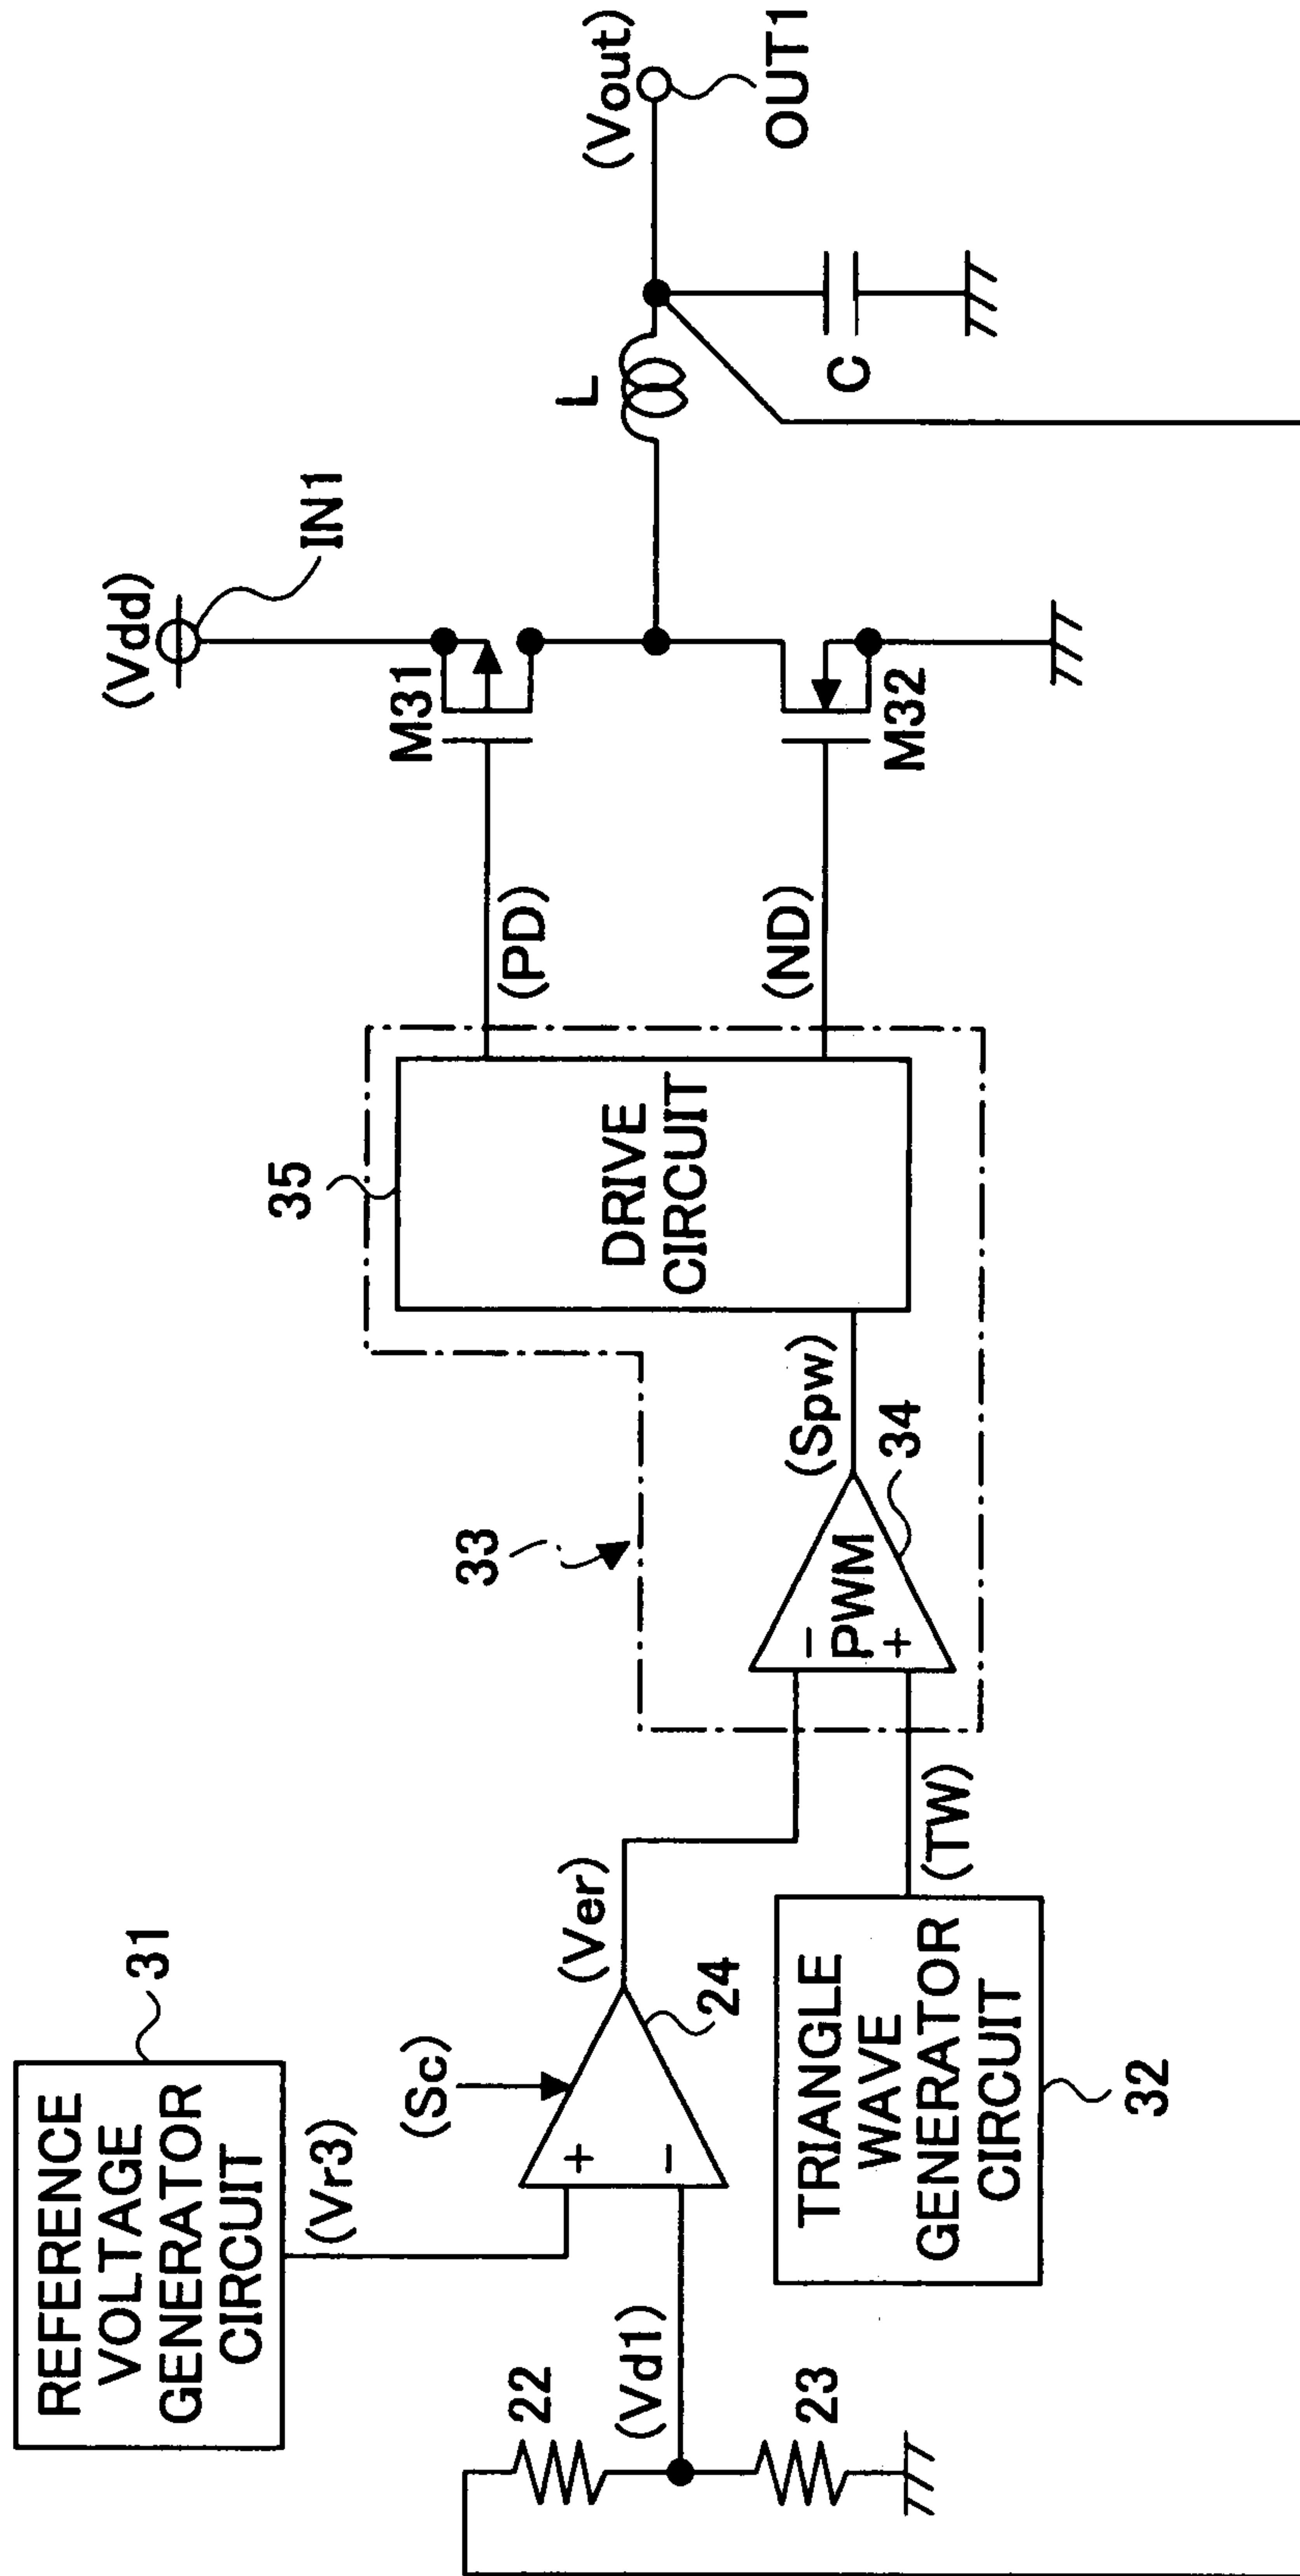 REFERENCE
VOLTAGE
GENERATOR
CIRCUIT
31
(Vr3)
(Sc)
(Ver)
+
−
24
22
(Vd1)
23
TRIANGLE
WAVE
GENERATOR
CIRCUIT
32
(TW)
33
−
PWM
+
34
(Spw)
35
DRIVE
CIRCUIT
(PD)
(ND)
(Vdd)
IN1
M31
M32
L
C
(Vout)
OUT1